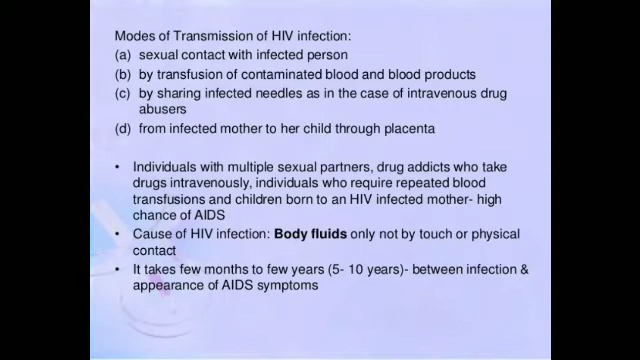 Modes of Transmission of HIV infection:
(a) sexual contact with infected person
(b) by transfusion of contaminated blood and blood products
(c) by sharing infected needles as in the case of intravenous drug
abusers
(d) from infected mother to her child through placenta
• Individuals with multiple sexual partners, drug addicts who take
drugs intravenously, individuals who require repeated blood
transfusions and children born to an HIV infected mother- high
chance of AIDS
• Cause of HIV infection: Body fluids only not by touch or physical
contact
• It takes few months to few years (5- 10 years)- between infection &
appearance of AIDS symptoms